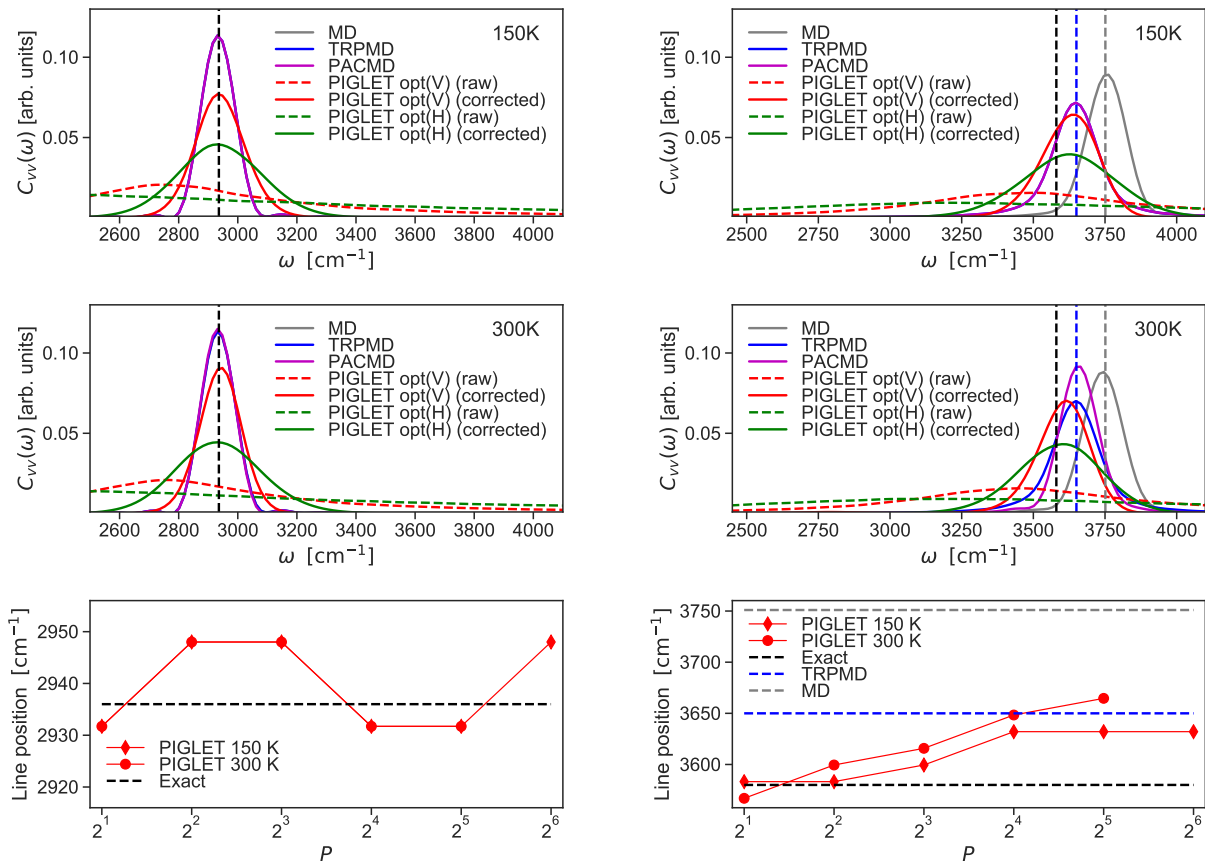 150K
MD
TRPMD
PACMD
PIGLET opt(V) (raw)
PIGLET opt(V) (corrected)
PIGLET opt(H) (raw)
PIGLET opt(H) (corrected)
0.10
0.05
C_vv(ω) [arb. units]
2600 2800 3000 3200 3400 3600 3800 4000
ω [cm⁻¹]
150K
MD
TRPMD
PACMD
PIGLET opt(V) (raw)
PIGLET opt(V) (corrected)
PIGLET opt(H) (raw)
PIGLET opt(H) (corrected)
0.10
0.05
C_vv(ω) [arb. units]
2500 2750 3000 3250 3500 3750 4000
ω [cm⁻¹]
300K
MD
TRPMD
PACMD
PIGLET opt(V) (raw)
PIGLET opt(V) (corrected)
PIGLET opt(H) (raw)
PIGLET opt(H) (corrected)
0.10
0.05
C_vv(ω) [arb. units]
2600 2800 3000 3200 3400 3600 3800 4000
ω [cm⁻¹]
300K
MD
TRPMD
PACMD
PIGLET opt(V) (raw)
PIGLET opt(V) (corrected)
PIGLET opt(H) (raw)
PIGLET opt(H) (corrected)
0.10
0.05
C_vv(ω) [arb. units]
2500 2750 3000 3250 3500 3750 4000
ω [cm⁻¹]
2950
2940
2930
2920
Line position [cm⁻¹]
PIGLET 150 K
PIGLET 300 K
Exact
2¹ 2² 2³ 2⁴ 2⁵ 2⁶
P
3750
3700
3650
3600
Line position [cm⁻¹]
PIGLET 150 K
PIGLET 300 K
Exact
TRPMD
MD
2¹ 2² 2³ 2⁴ 2⁵ 2⁶
P